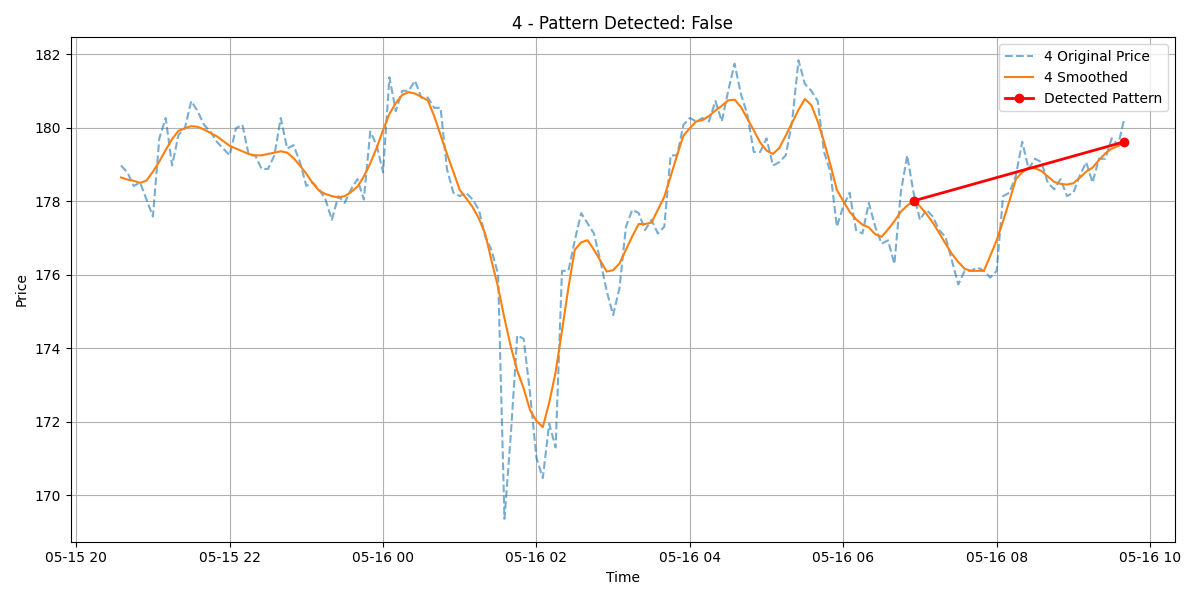 4 - Pattern Detected: False
4 Original Price
4 Smoothed
Detected Pattern
Price
182
180
178
176
174
172
170
05-15 20
05-15 22
05-16 00
05-16 02
05-16 04
05-16 06
05-16 08
05-16 10
Time